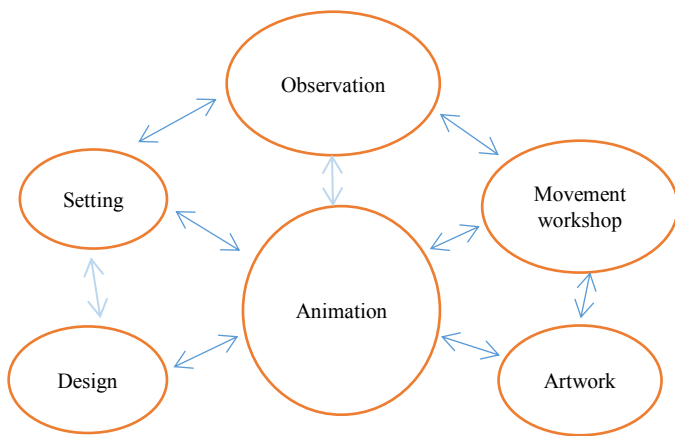 Observation
Setting
Movement
workshop
Animation
Design
Artwork